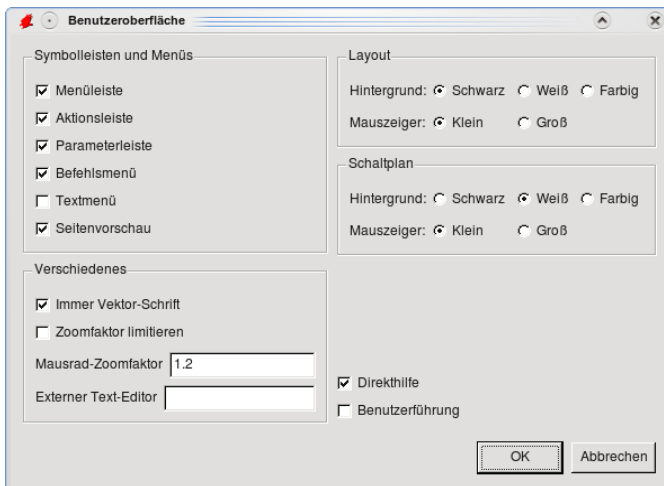 Benutzeroberfläche
Symbolleisten und Menüs
Menüleiste
Aktionsleiste
Parameterleiste
Befehlsmenü
Textmenü
Seitenvorschau
Verschiedenes
Immer Vektor-Schrift
Zoomfaktor limitieren
Mausrad-Zoomfaktor 1.2
Externer Text-Editor
Layout
Hintergrund: Schwarz Weiß Farbig
Mauszeiger: Klein Groß
Schaltplan
Hintergrund: Schwarz Weiß Farbig
Mauszeiger: Klein Groß
Direkthilfe
Benutzerführung
OK Abbrechen